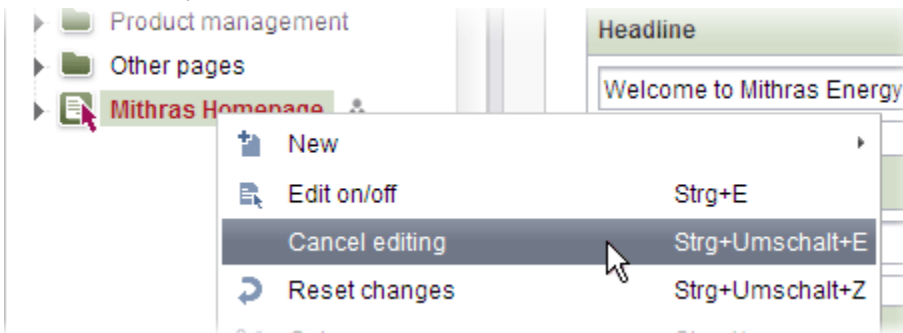 Product management
Headline
Other pages
Welcome to Mithras Energy
Mithras Homepage
New
Edit on/off Strg+E
Cancel editing Strg+Umschalt+E
Reset changes Strg+Umschalt+Z